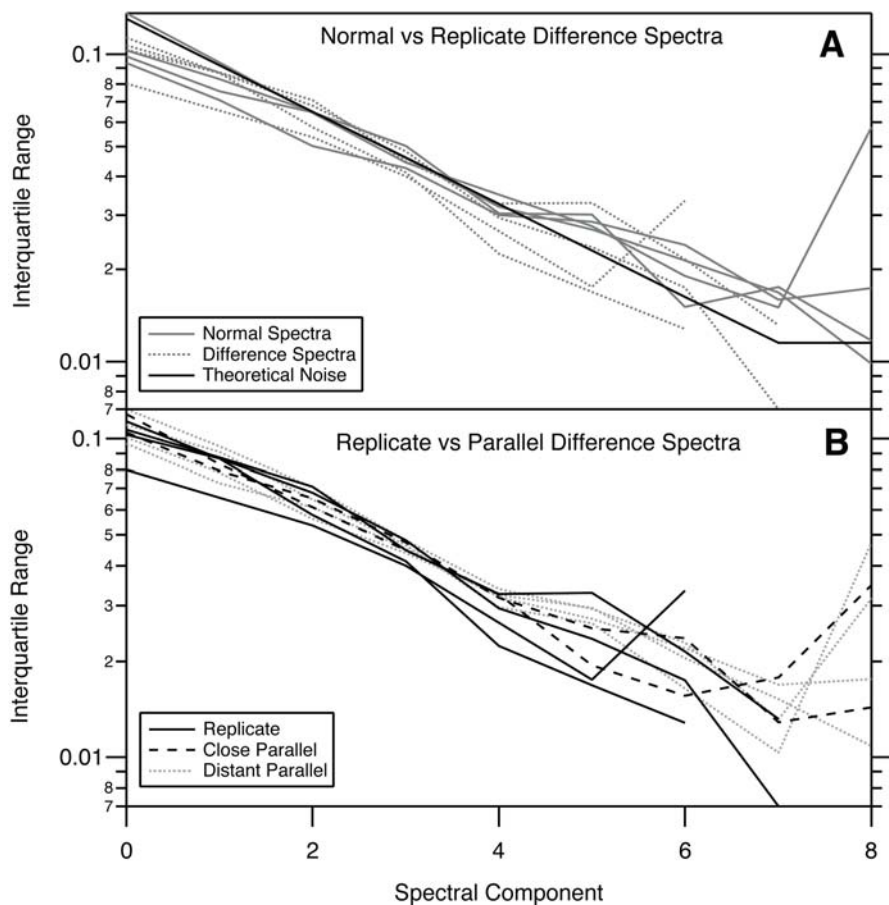 Normal vs Replicate Difference Spectra
A
0.1
8
7
6
5
4
3
2
0.01
8
7
Interquartile Range
Normal Spectra
Difference Spectra
Theoretical Noise
Replicate vs Parallel Difference Spectra
B
0.1
8
7
6
5
4
3
2
0.01
8
7
Interquartile Range
Replicate
Close Parallel
Distant Parallel
0 2 4 6 8
Spectral Component